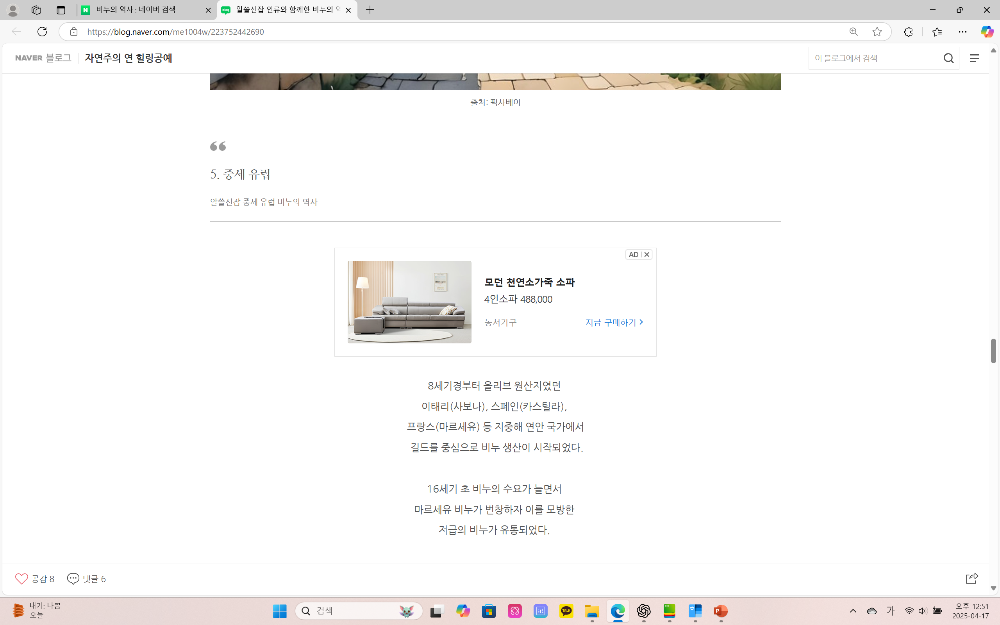 비누의 역사 : 네이버 검색
알쓸신잡 인류와 함께한 비누의
https://blog.naver.com/me1004w/223752442690
NAVER 블로그 자연주의 연 힐링공예
이 블로그에서 검색
출처: 픽사베이
“
5. 중세 유럽
알쓸신잡 중세 유럽 비누의 역사
AD
모던 천연소가죽 소파
4인소파 488,000
동서가구
지금 구매하기 >
8세기경부터 올리브 원산지였던
이태리(사보나), 스페인(카스틸라),
프랑스(마르세유) 등 지중해 연안 국가에서
길드를 중심으로 비누 생산이 시작되었다.
16세기 초 비누의 수요가 늘면서
마르세유 비누가 번창하자 이를 모방한
저급의 비누가 유통되었다.
공감 8 댓글 6
대기: 나쁨
오늘
검색
TALK
가
오후 12:51
2025-04-17